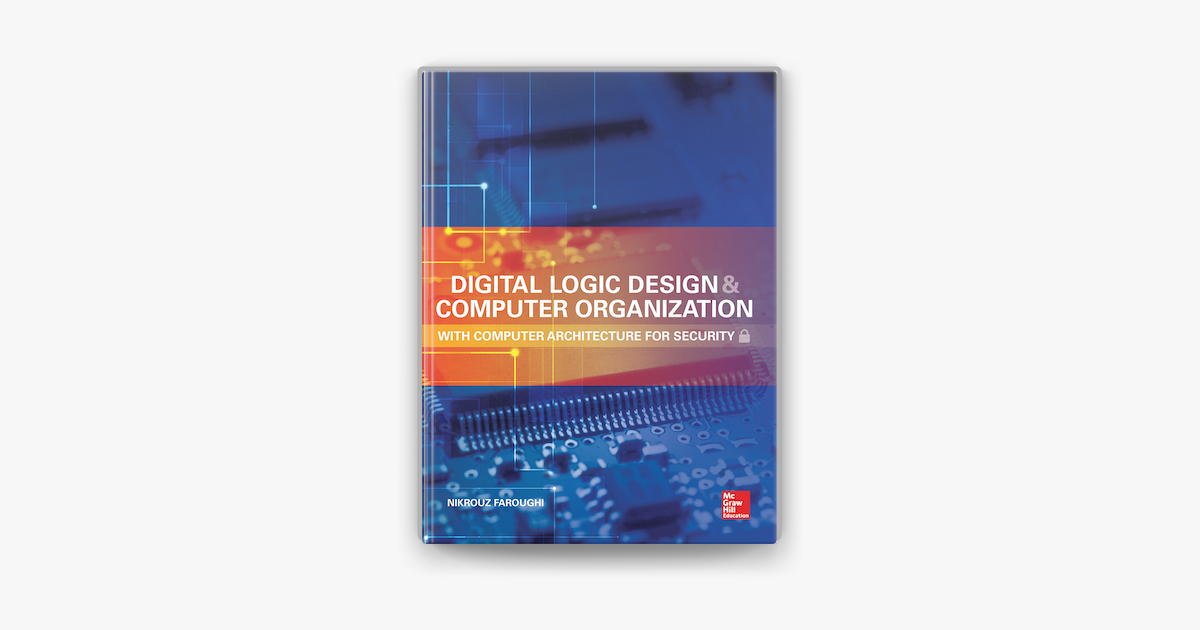 DIGITAL LOGIC DESIGN &
COMPUTER ORGANIZATION
WITH COMPUTER ARCHITECTURE FOR SECURITY
NIKROUZ FAROUGHI
Mc
Graw
Hill
Education